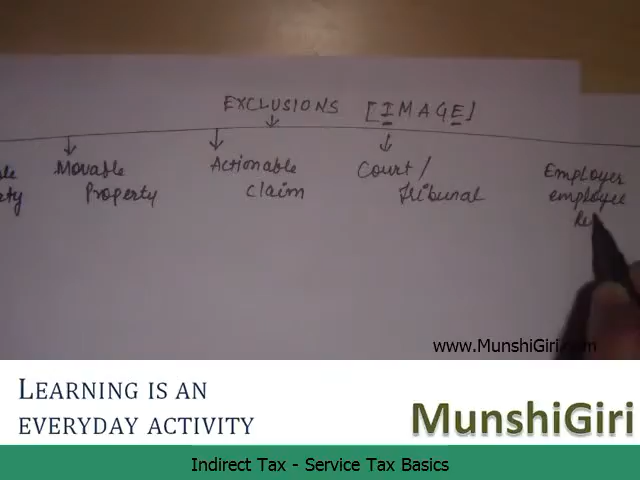 EXCLUSIONS [IMAGE]
Movable Property
Actionable Claim
Court / Tribunal
Employer employee
www.MunshiGiri.com
LEARNING IS AN
EVERYDAY ACTIVITY
MunshiGiri
Indirect Tax - Service Tax Basics